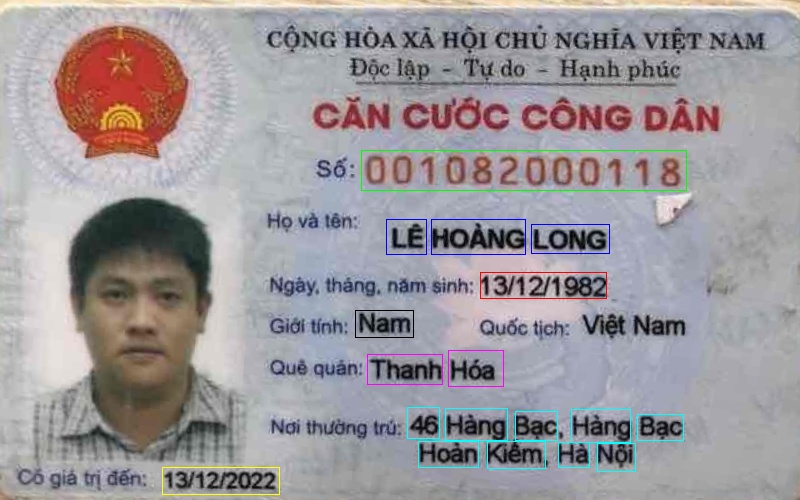 CỘNG HÒA XÃ HỘI CHỦ NGHĨA VIỆT NAM
Độc lập - Tự do - Hạnh phúc
CĂN CƯỚC CÔNG DÂN
Số: 001082000118
Họ và tên: LÊ HOÀNG LONG
Ngày, tháng, năm sinh: 13/12/1982
Giới tính: Nam Quốc tịch: Việt Nam
Quê quán: Thanh Hóa
Nơi thường trú: 46 Hàng Bạc, Hàng Bạc
Hoàn Kiếm, Hà Nội
Có giá trị đến: 13/12/2022